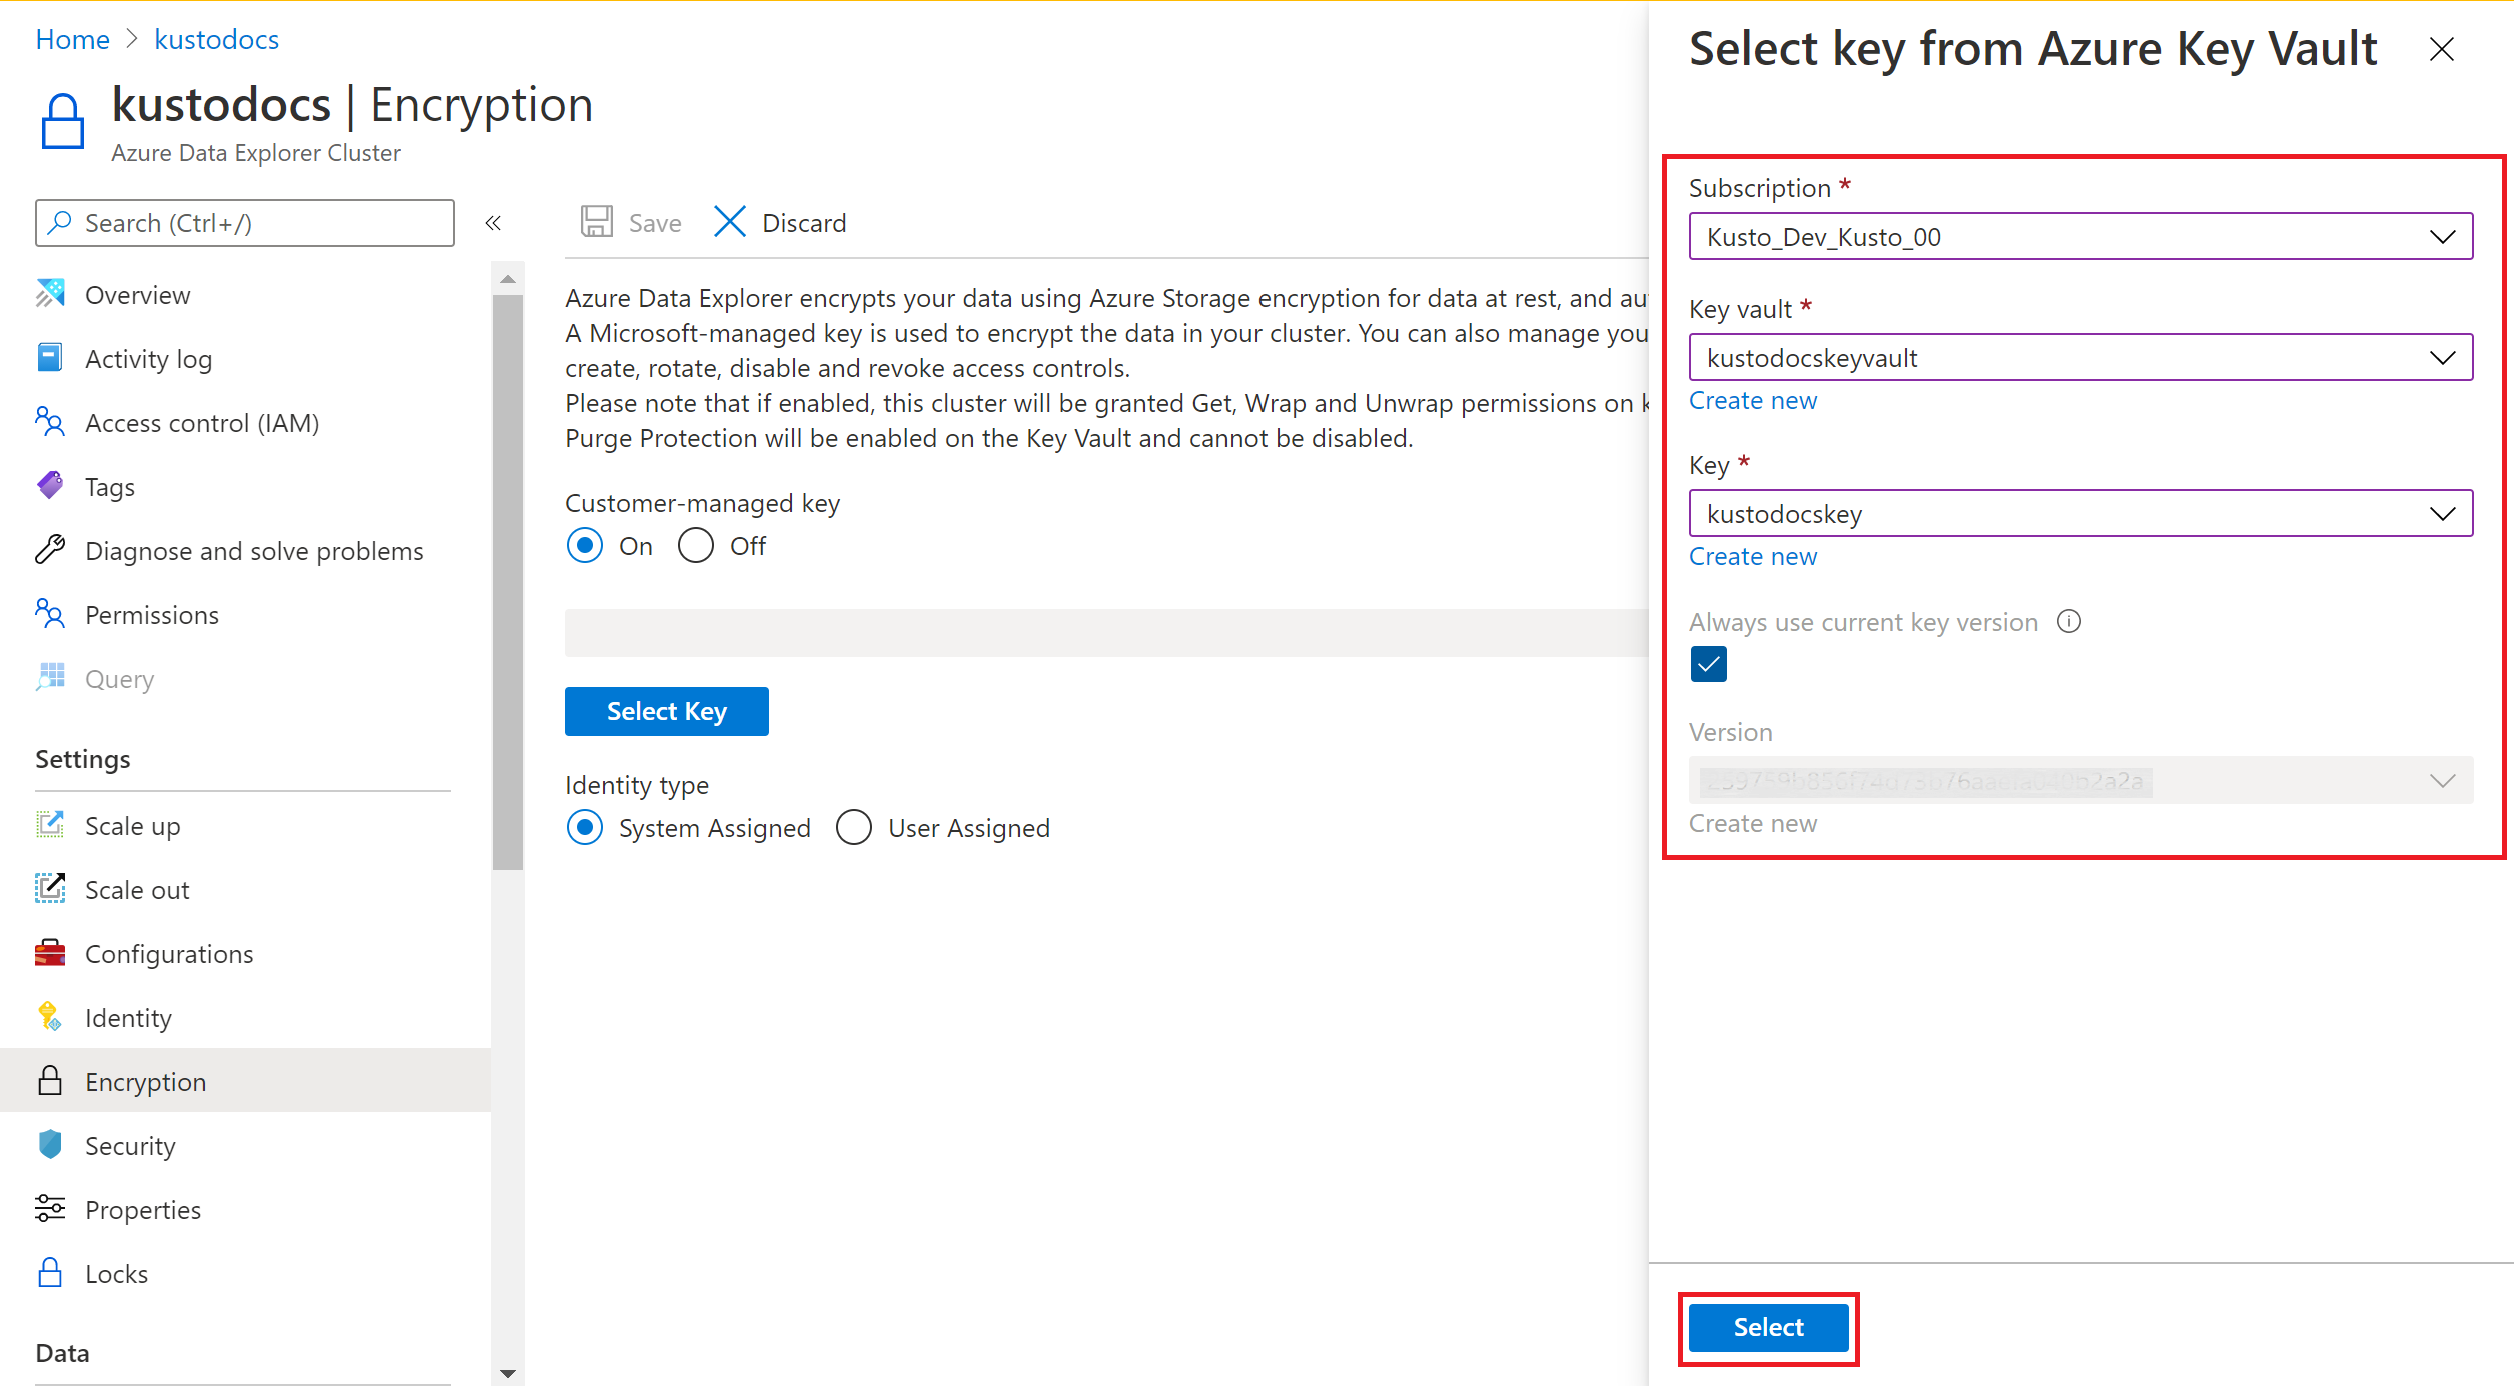 Home > kustodocs
kustodocs | Encryption
Azure Data Explorer Cluster
Search (Ctrl+/)
«
Overview
Activity log
Access control (IAM)
Tags
Diagnose and solve problems
Permissions
Query
Settings
Scale up
Scale out
Configurations
Identity
Encryption
Security
Properties
Locks
Data
Save
Discard
Azure Data Explorer encrypts your data using Azure Storage encryption for data at rest, and au
A Microsoft-managed key is used to encrypt the data in your cluster. You can also manage you
create, rotate, disable and revoke access controls.
Please note that if enabled, this cluster will be granted Get, Wrap and Unwrap permissions on k
Purge Protection will be enabled on the Key Vault and cannot be disabled.
Customer-managed key
On
Off
Select Key
Identity type
System Assigned
User Assigned
Select key from Azure Key Vault
Subscription *
Kusto_Dev_Kusto_00
Key vault *
kustodocskeyvault
Create new
Key *
kustodocskey
Create new
Always use current key version
Version
Create new
Select